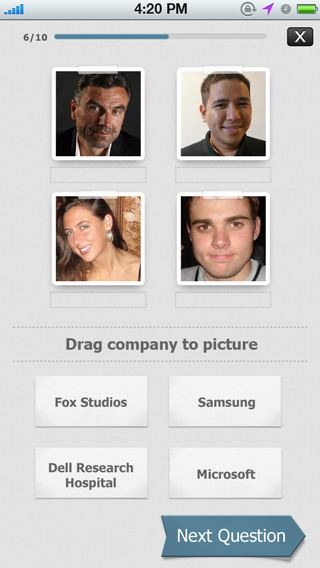 4:20 PM
6/10
X
Drag company to picture
Fox Studios
Samsung
Dell Research
Hospital
Microsoft
Next Question